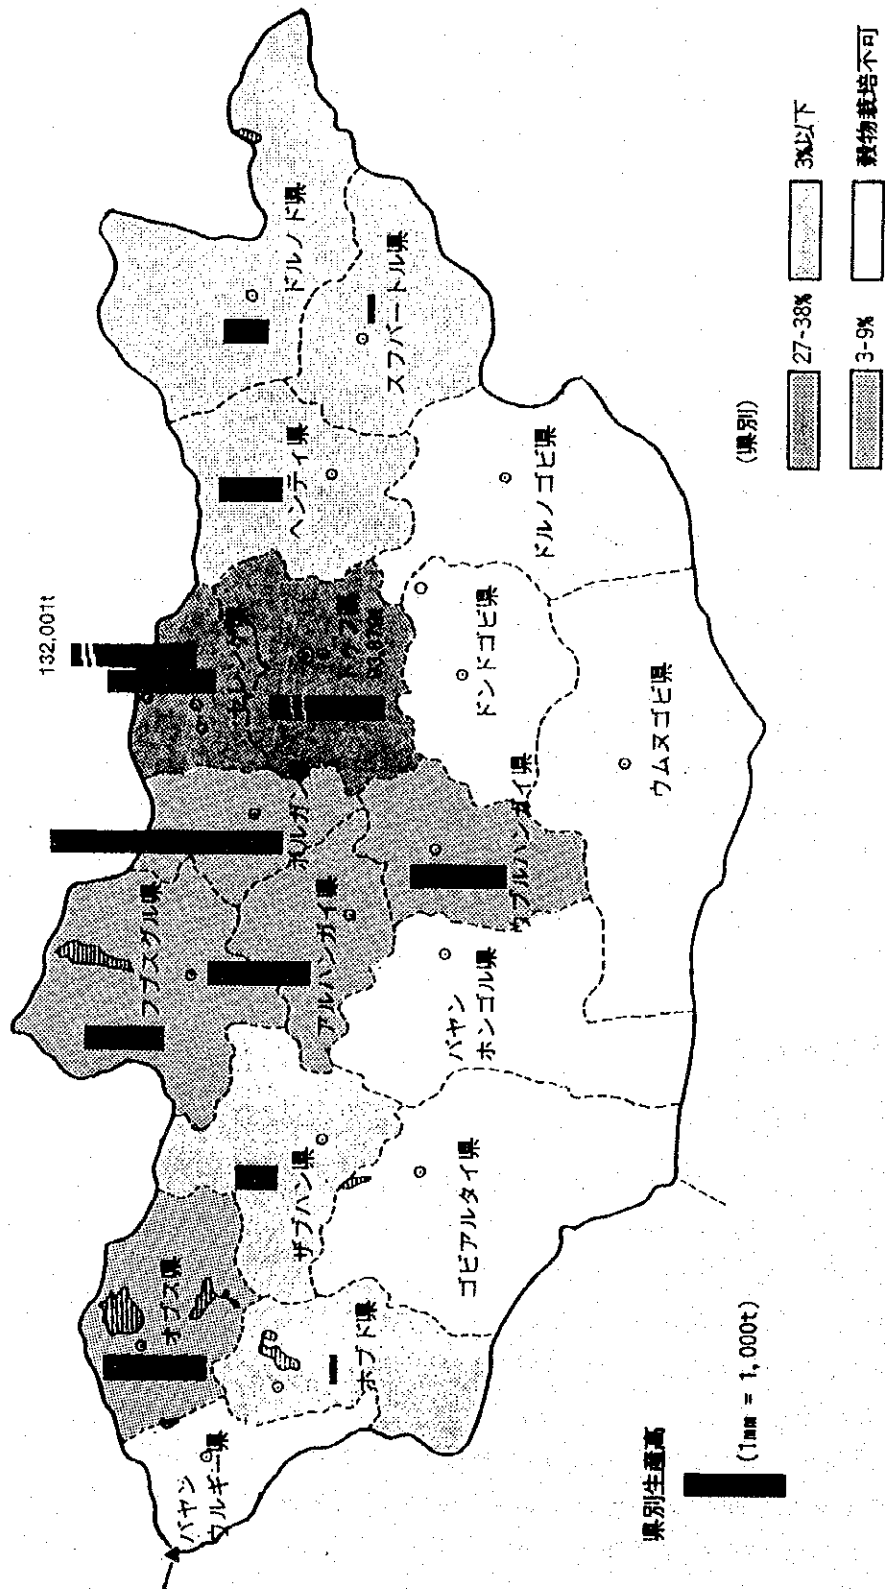 132,001t
ドルノド県
スフバートル県
ヘンティ県
ドルノゴビ県
ドンドゴビ県
ウムヌゴビ県
ボルガン
ウブルハンガイ県
フブスグル県
アルハンガイ県
バヤン
ホンゴル県
ザブハン県
ゴビアルタイ県
オブス県
ホブド県
バヤン
ウルギー県
(県別)
27-38%
3%以下
3-9%
穀物栽培不可
県別生産高
(1mm = 1,000t)